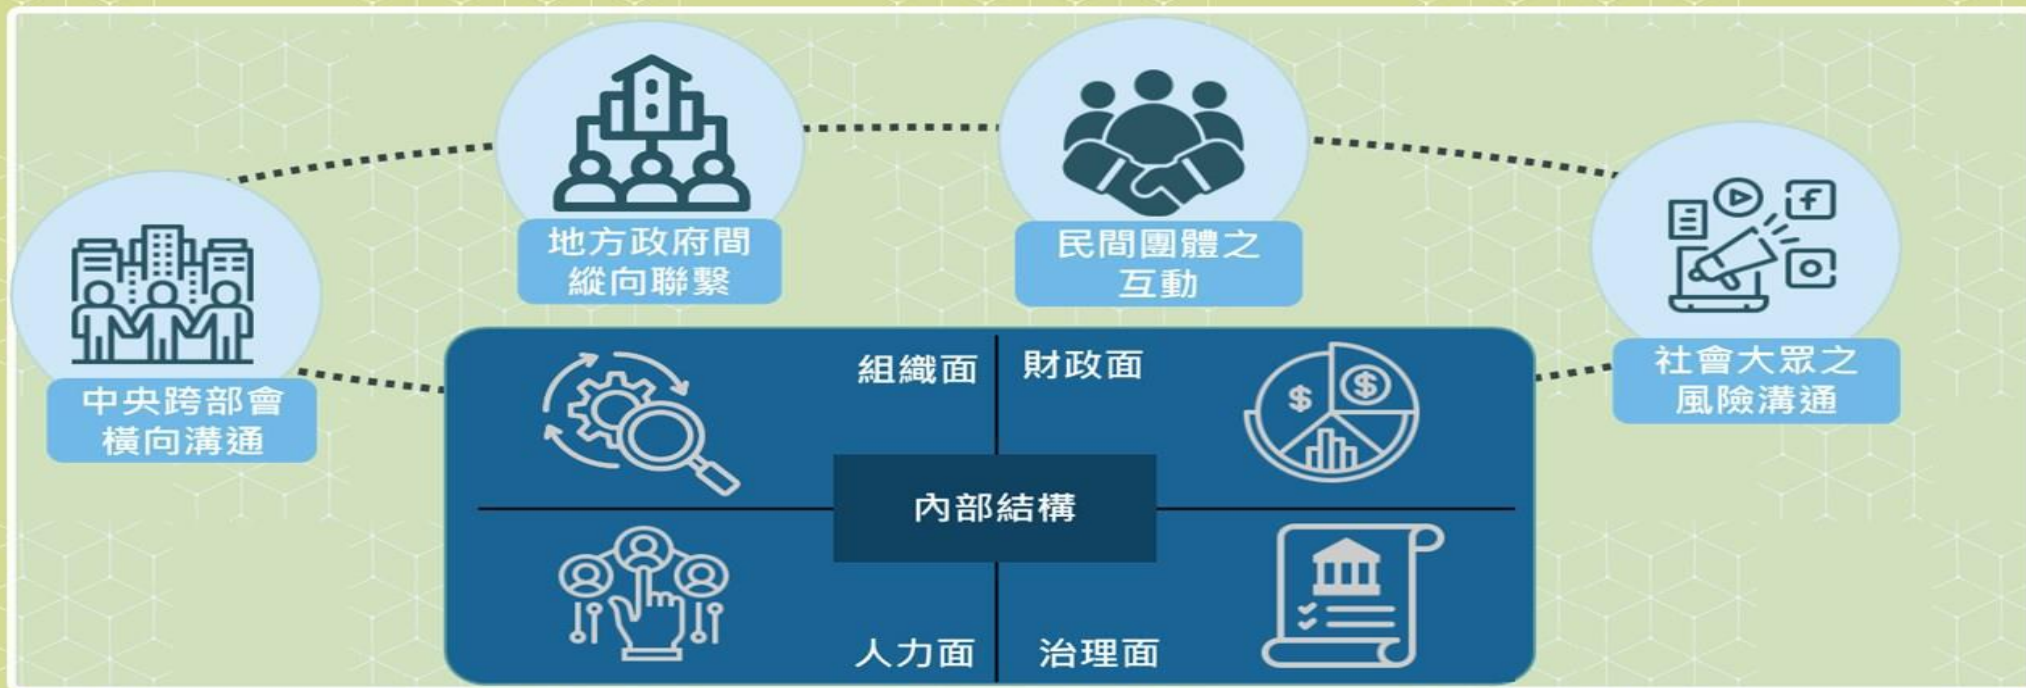 中央跨部會
橫向溝通
地方政府間
縱向聯繫
民間團體之
互動
社會大眾之
風險溝通
組織面
財政面
內部結構
人力面
治理面